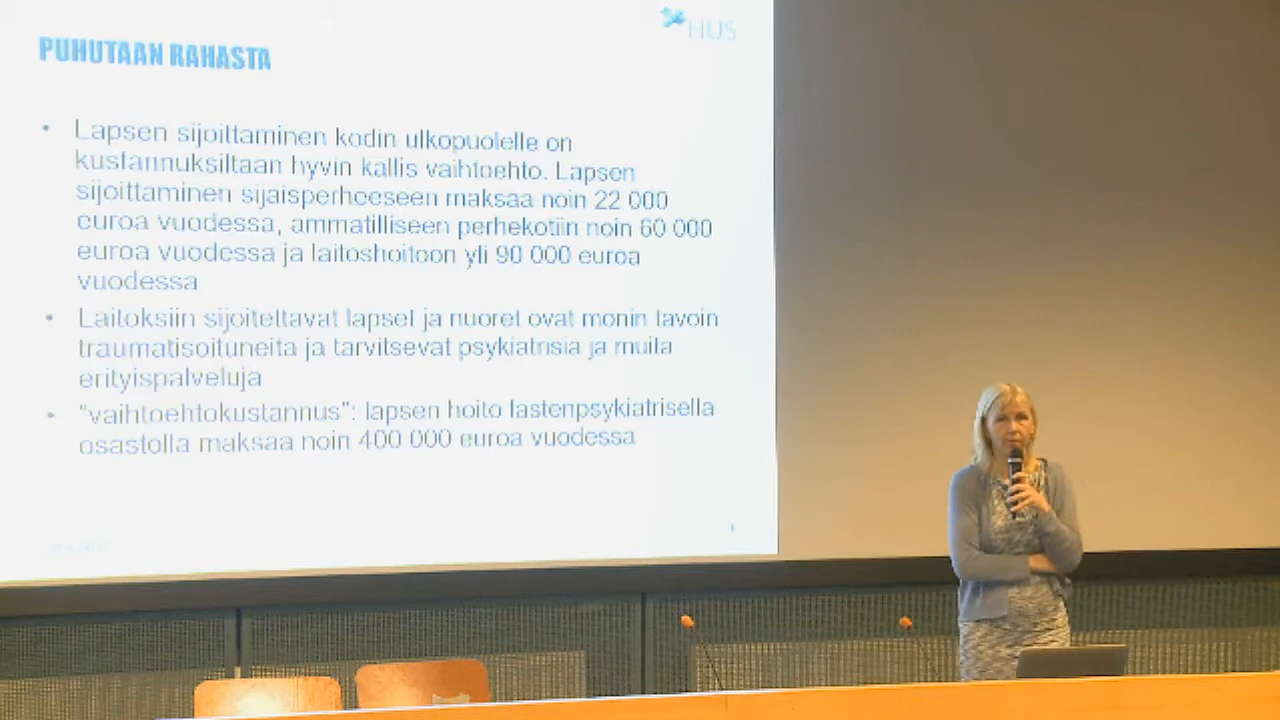 HUS
PUHUTAAN RAHASTA
• Lapsen sijoittaminen kodin ulkopuolelle on
kustannuksiltaan hyvin kallis vaihtoehto. Lapsen
sijoittaminen sijaisperheeseen maksaa noin 22 000
euroa vuodessa, ammatilliseen perhekotiin noin 60 000
euroa vuodessa ja laitoshoitoon yli 90 000 euroa
vuodessa
• Laitoksiin sijoitettavat lapset ja nuoret ovat monin tavoin
traumatisoituneita ja tarvitsevat psykiatrisia ja muita
erityispalveluja
• "vaihtoehtokustannus": lapsen hoito lastenpsykiatrisella
osastolla maksaa noin 400 000 euroa vuodessa